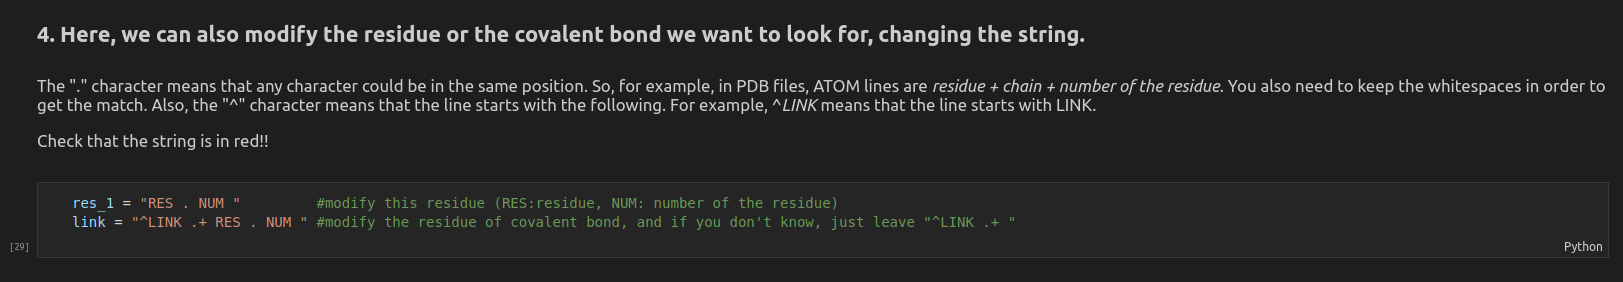 4. Here, we can also modify the residue or the covalent bond we want to look for, changing the string.
The "." character means that any character could be in the same position. So, for example, in PDB files, ATOM lines are residue + chain + number of the residue. You also need to keep the whitespaces in order to
get the match. Also, the "^" character means that the line starts with the following. For example, ^LINK means that the line starts with LINK.
Check that the string is in red!!
res_1 = "RES . NUM "         #modify this residue (RES:residue, NUM: number of the residue)
link = "^LINK .+ RES . NUM " #modify the residue of covalent bond, and if you don't know, just leave "^LINK .+ "
[29]
Python